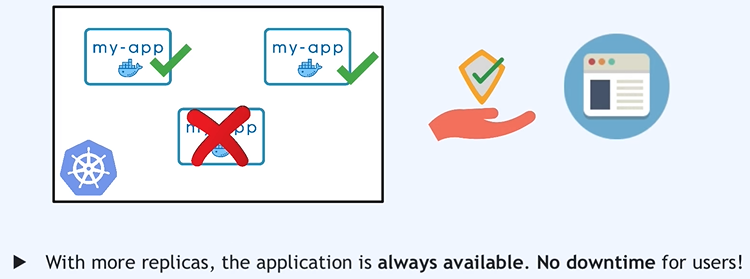 my-app my-app
my-app
With more replicas, the application is always available. No downtime for users!